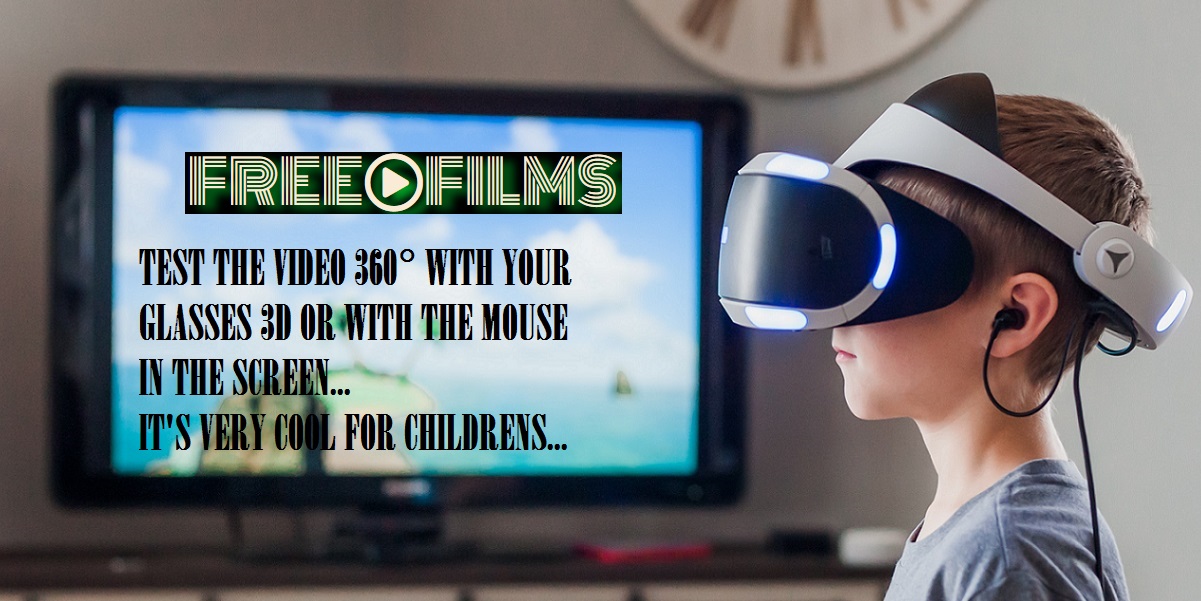 FREE FILMS
TEST THE VIDEO 360° WITH YOUR
GLASSES 3D OR WITH THE MOUSE
IN THE SCREEN...
IT'S VERY COOL FOR CHILDRENS...